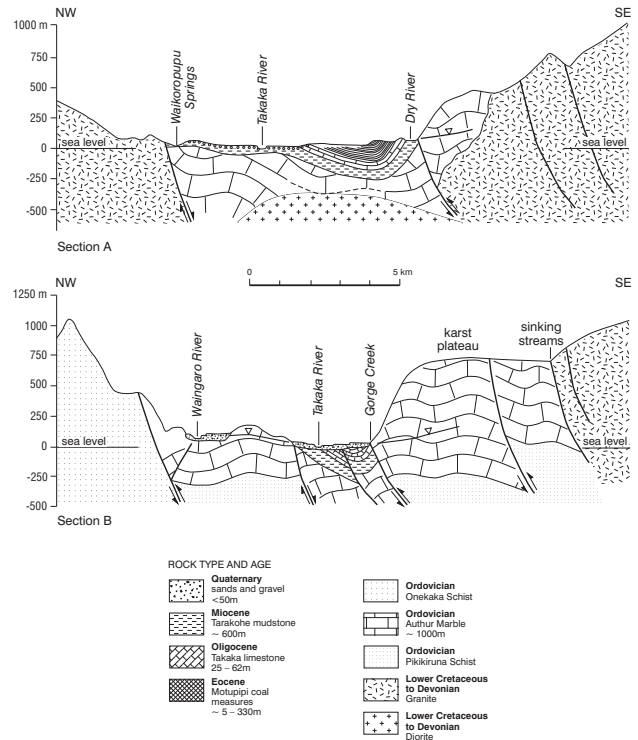 NW
SE
1000 m
750
500
250
0
-250
-500
Waikoropupu
Springs
Takaka River
Dry River
sea level
sea level
Section A
NW
SE
0
5 km
1250 m
1000
750
500
250
0
-250
-500
Waingaro River
Takaka River
Gorge Creek
karst
plateau
sinking
streams
sea level
sea level
Section B
ROCK TYPE AND AGE
Quaternary
sands and gravel
<50m
Miocene
Tarakohe mudstone
~ 600m
Oligocene
Takaka limestone
25 – 62m
Eocene
Motupipi coal
measures
~ 5 – 330m
Ordovician
Onekaka Schist
Ordovician
Authur Marble
~ 1000m
Ordovician
Pikikiruna Schist
Lower Cretaceous
to Devonian
Granite
Lower Cretaceous
to Devonian
Diorite